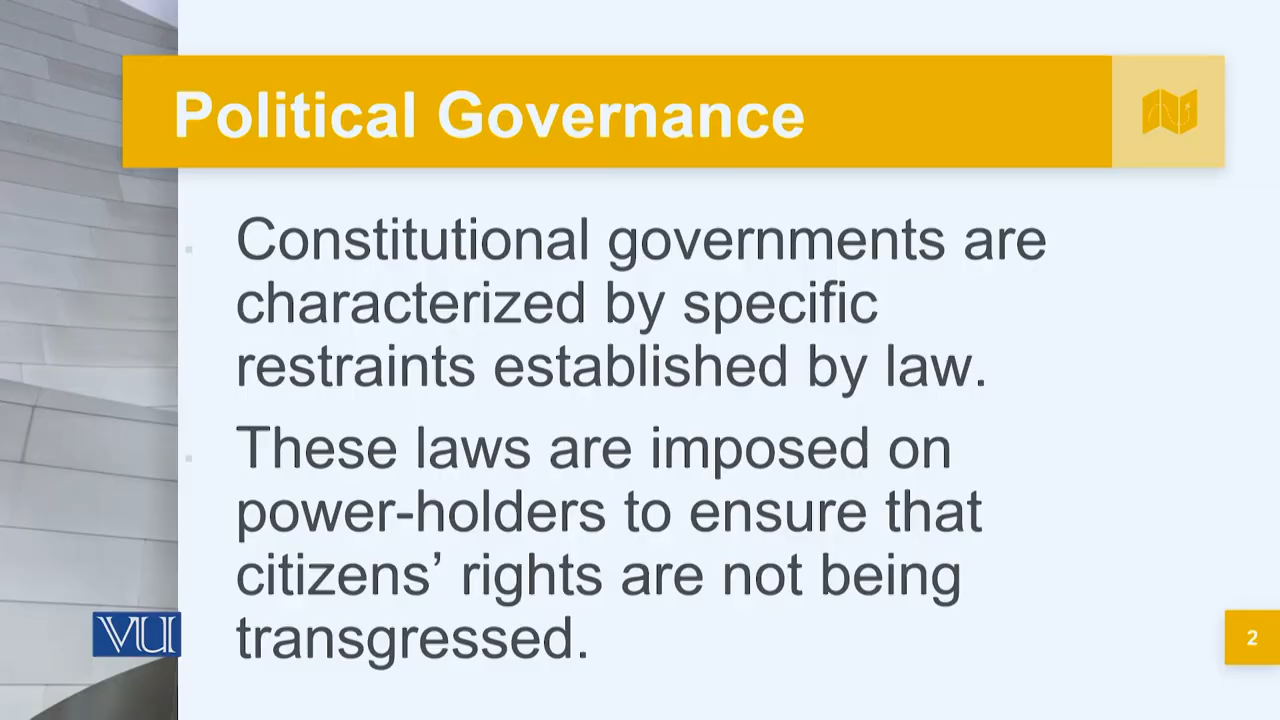 Political Governance
Constitutional governments are
characterized by specific
restraints established by law.
These laws are imposed on
power-holders to ensure that
citizens’ rights are not being
transgressed.
VU
2